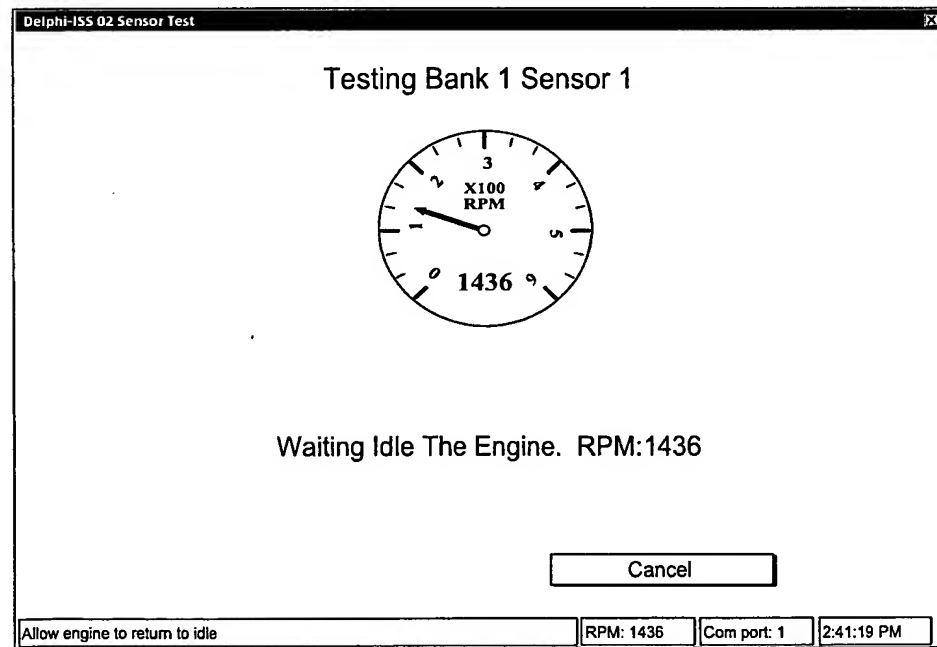 Delphi-ISS 02 Sensor Test X
Testing Bank 1 Sensor 1
3
2 4
X100
RPM
1 5
0 6
1436
Waiting Idle The Engine. RPM:1436
Cancel
Allow engine to return to idle RPM: 1436 Com port: 1 2:41:19 PM